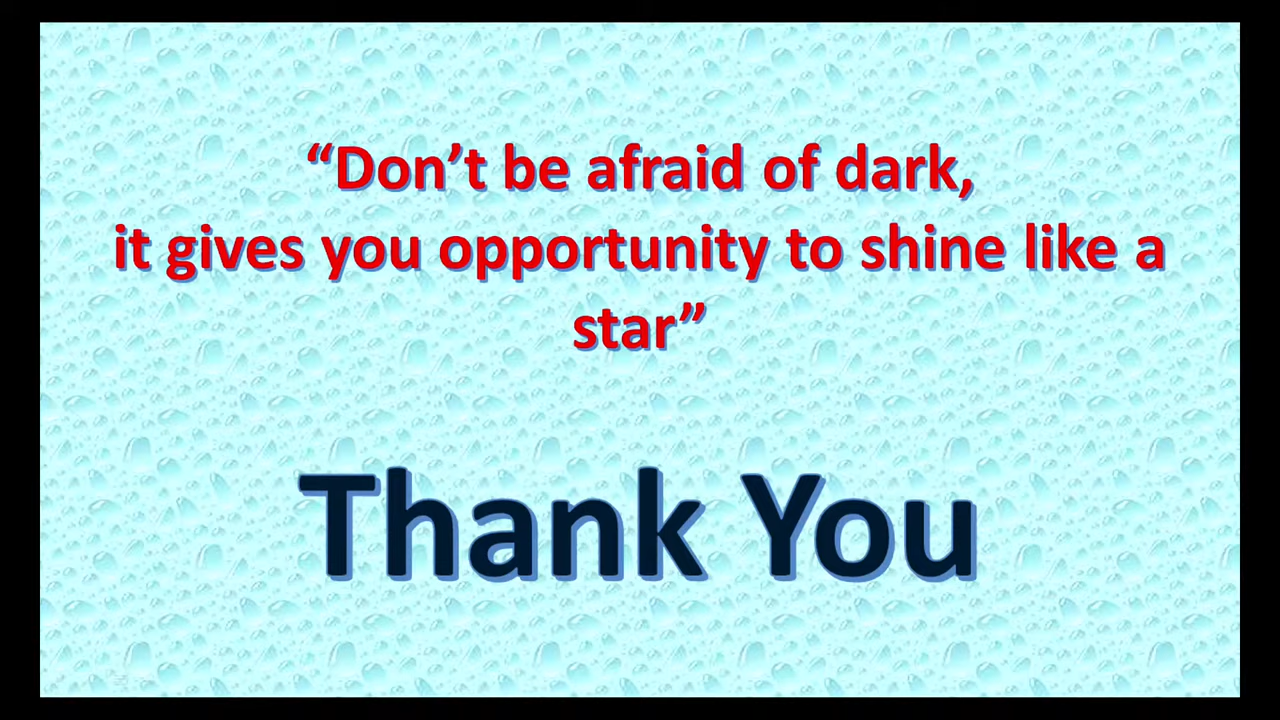 “Don’t be afraid of dark,
it gives you opportunity to shine like a
star”
Thank You